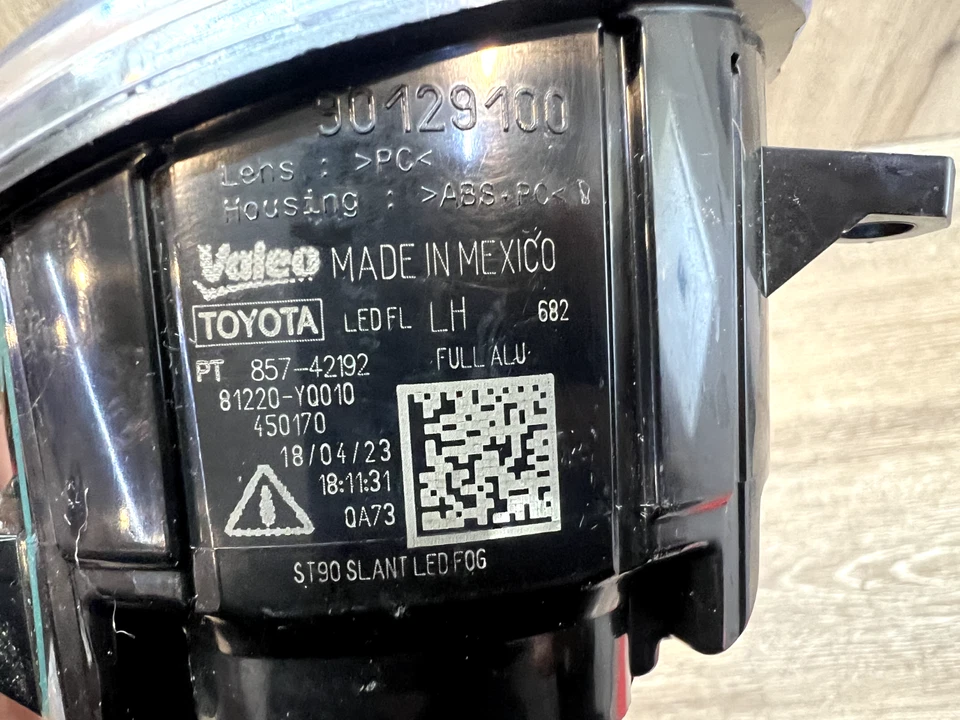 90129100
Lens : >PC<
Housing : >ABS+PC<
Valeo MADE IN MEXICO
TOYOTA LED FL LH 682
FULL ALU
PT 857-42192
81220-YQ010
450170
18/04/23
18:11:31
QA73
ST90 SLANT LED FOG